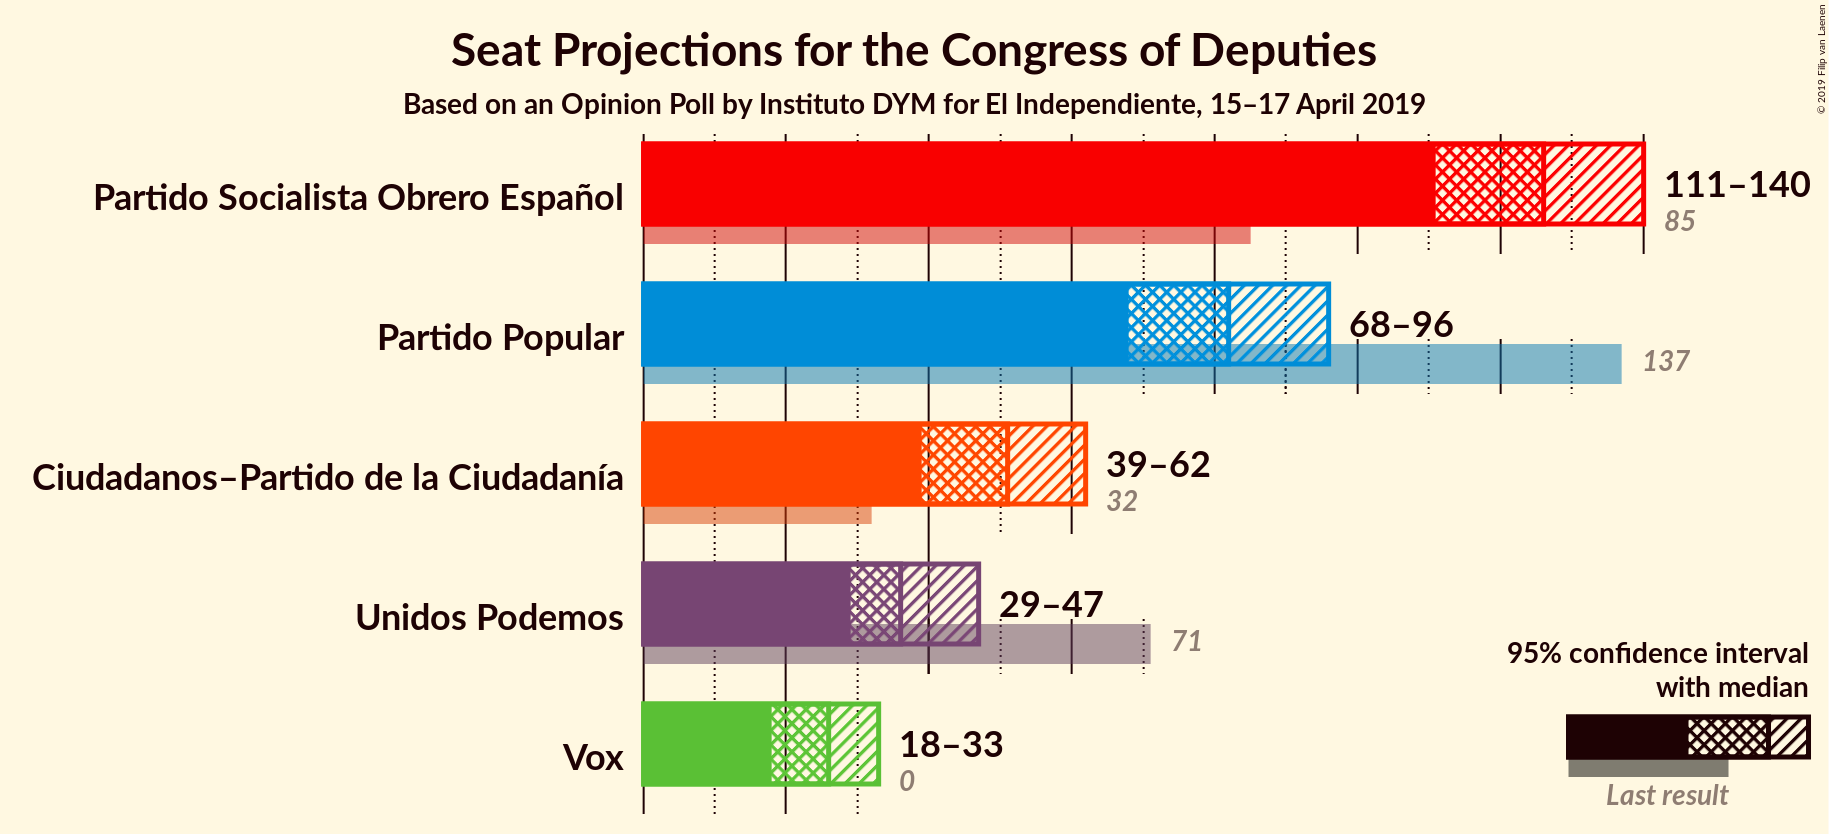 Seat Projections for the Congress of Deputies
Based on an Opinion Poll by Instituto DYM for El Independiente, 15–17 April 2019
© 2019 Filip van Laenen
Partido Socialista Obrero Español
111–140
85
Partido Popular
68–96
137
Ciudadanos–Partido de la Ciudadanía
39–62
32
Unidos Podemos
29–47
71
Vox
18–33
0
95% confidence interval
with median
Last result